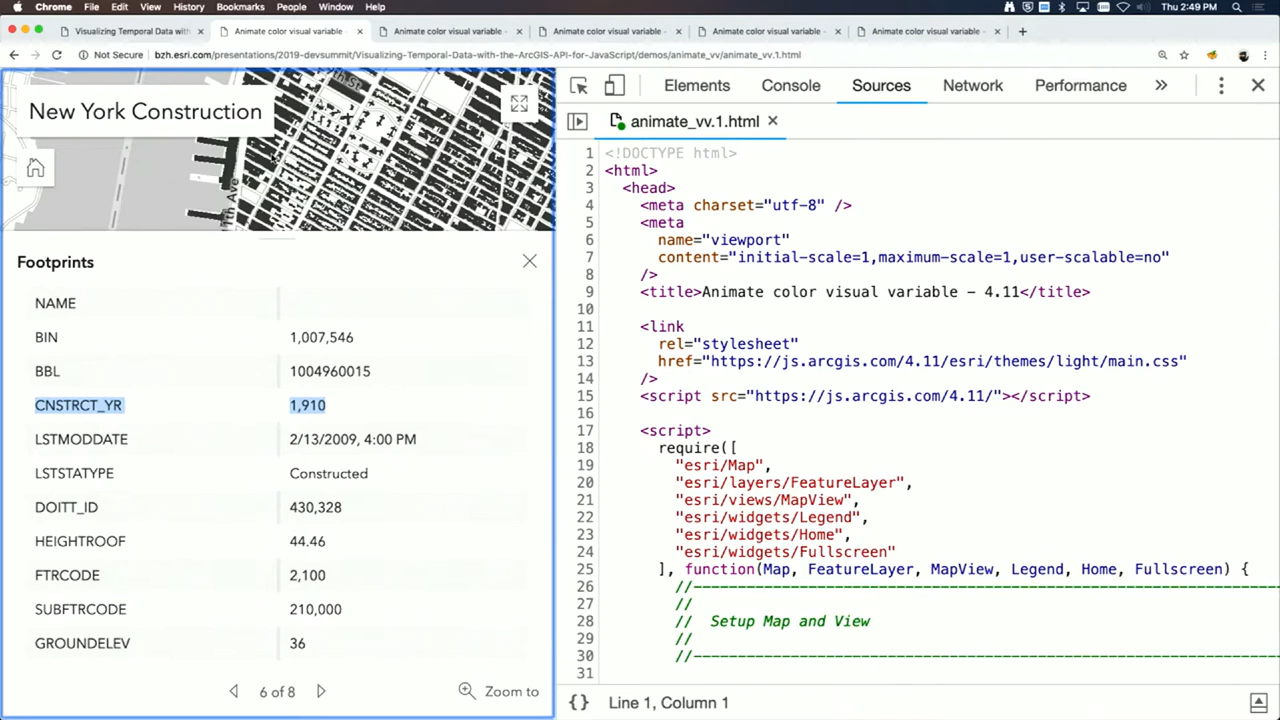 Chrome File Edit View History Bookmarks People Window Help Thu 2:49 PM
Visualizing Temporal Data with Animate color visual variable - Animate color visual variable - Animate color visual variable - Animate color visual variable - Animate color visual variable -
Not Secure bzh.esri.com/presentations/2019-devsummit/Visualizing-Temporal-Data-with-the-ArcGIS-API-for-JavaScript/demos/animate_vv/animate_vv.1.html
New York Construction
11th Ave
Footprints
NAME
BIN 1,007,546
BBL 1004960015
CNSTRCT_YR 1,910
LSTMODDATE 2/13/2009, 4:00 PM
LSTSTATYPE Constructed
DOITT_ID 430,328
HEIGHTROOF 44.46
FTRCODE 2,100
SUBFTRCODE 210,000
GROUNDELEV 36
6 of 8 Zoom to
Elements Console Sources Network Performance »
animate_vv.1.html
1 <!DOCTYPE html>
2 <html>
3 <head>
4 <meta charset="utf-8" />
5 <meta
6 name="viewport"
7 content="initial-scale=1,maximum-scale=1,user-scalable=no"
8 />
9 <title>Animate color visual variable - 4.11</title>
10
11 <link
12 rel="stylesheet"
13 href="https://js.arcgis.com/4.11/esri/themes/light/main.css"
14 />
15 <script src="https://js.arcgis.com/4.11/"></script>
16
17 <script>
18 require([
19 "esri/Map",
20 "esri/layers/FeatureLayer",
21 "esri/views/MapView",
22 "esri/widgets/Legend",
23 "esri/widgets/Home",
24 "esri/widgets/Fullscreen"
25 ], function(Map, FeatureLayer, MapView, Legend, Home, Fullscreen) {
26 //----------------------------------------------------------------
27 //
28 // Setup Map and View
29 //
30 //----------------------------------------------------------------
31
{} Line 1, Column 1